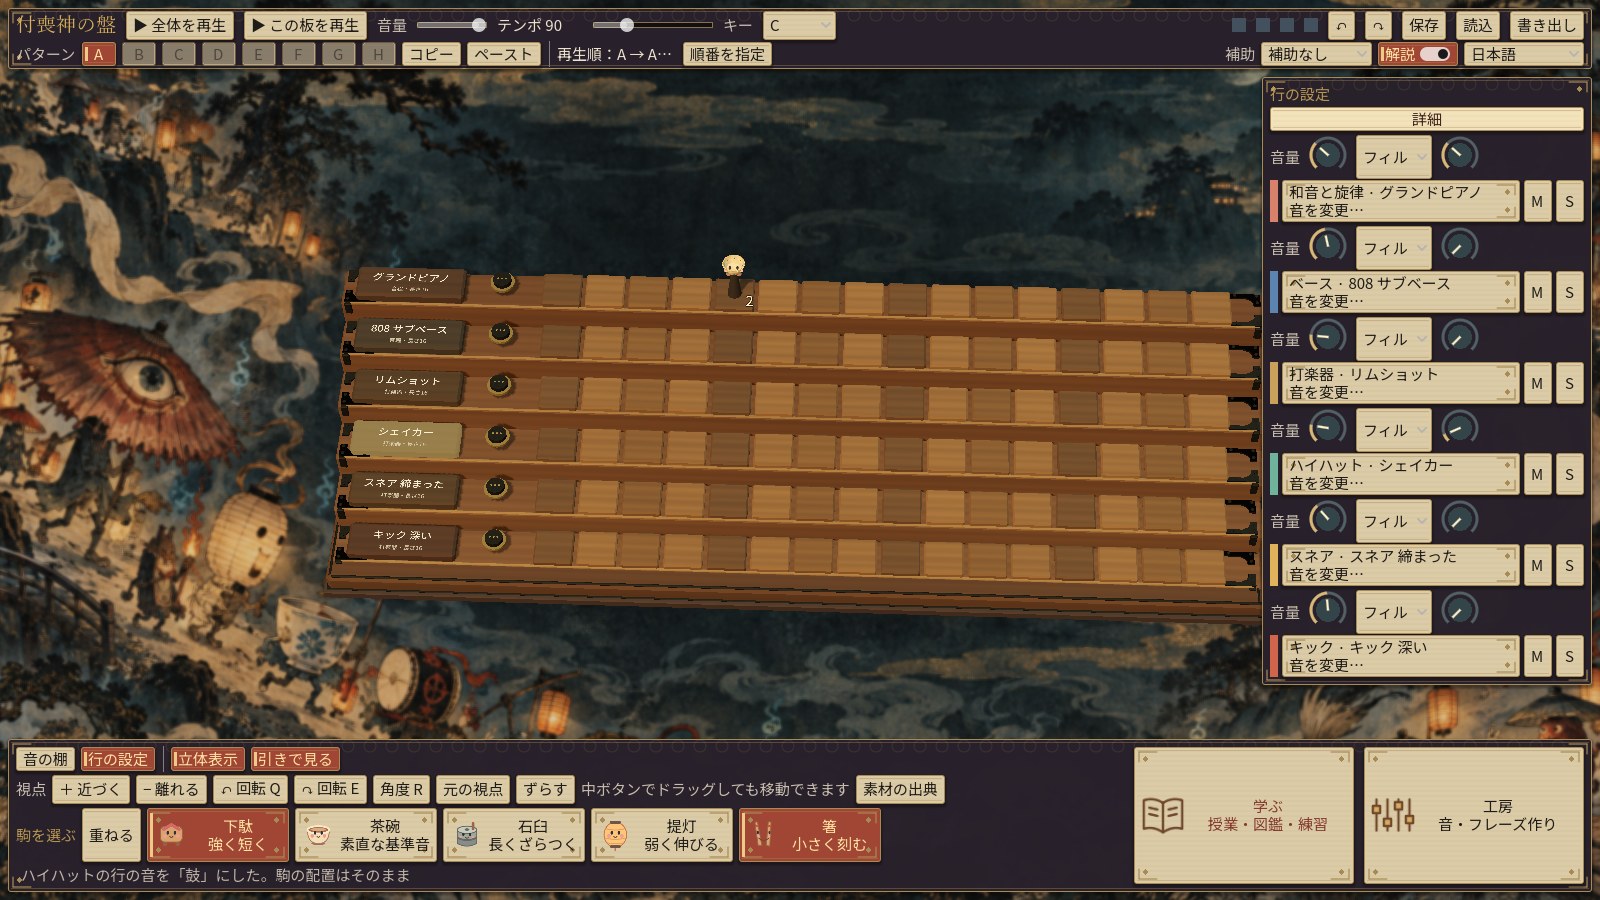 付喪神の盤 ▶ 全体を再生 ▶ この板を再生 音量 テンポ 90 キー C 保存 読込 書き出し
パターン A B C D E F G H コピー ペースト 再生順：A → A… 順番を指定 補助 補助なし 解説 日本語
行の設定
詳細
音量 フィル
和音と旋律 · グランドピアノ
音を変更…
M S
音量 フィル
ベース · 808 サブベース
音を変更…
M S
音量 フィル
打楽器 · リムショット
音を変更…
M S
音量 フィル
ハイハット · シェイカー
音を変更…
M S
音量 フィル
スネア · スネア 締まった
音を変更…
M S
音量 フィル
キック · キック 深い
音を変更…
M S
グランドピアノ
2
808 サブベース
リムショット
シェイカー
スネア 締まった
キック 深い
音の棚 行の設定 立体表示 引きで見る
視点 ＋ 近づく − 離れる 回転 Q 回転 E 角度 R 元の視点 ずらす 中ボタンでドラッグしても移動できます 素材の出典
駒を選ぶ 重ねる
下駄
強く短く
茶碗
素直な基準音
石臼
長くざらつく
提灯
弱く伸びる
箸
小さく刻む
ハイハットの行の音を「鼓」にした。駒の配置はそのまま
学ぶ
授業・図鑑・練習
工房
音・フレーズ作り